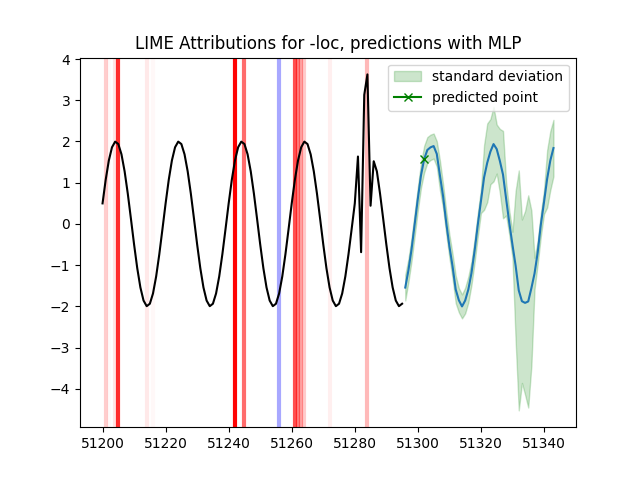 LIME Attributions for -loc, predictions with MLP
standard deviation
predicted point
4
3
2
1
0
−1
−2
−3
−4
51200 51220 51240 51260 51280 51300 51320 51340